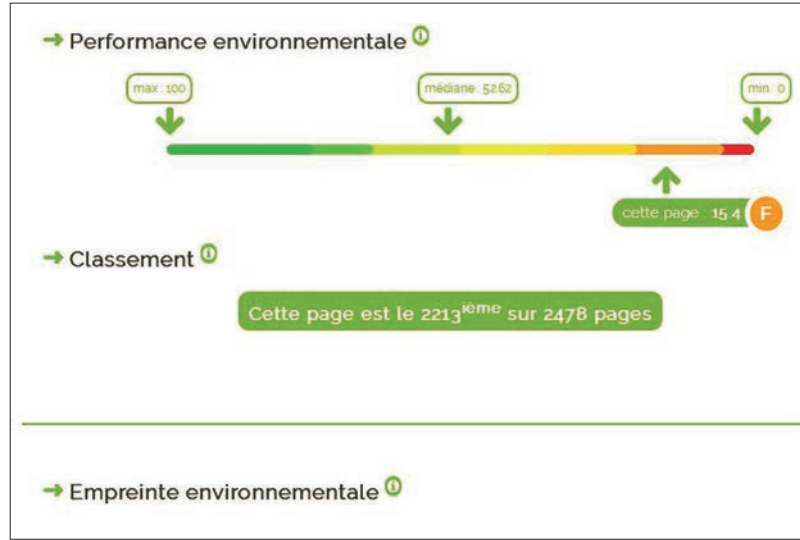 Performance environnementale i
max : 100 médiane : 52.62 min : 0
cette page : 15.4 F
Classement i
Cette page est le 2213ième sur 2478 pages
Empreinte environnementale i